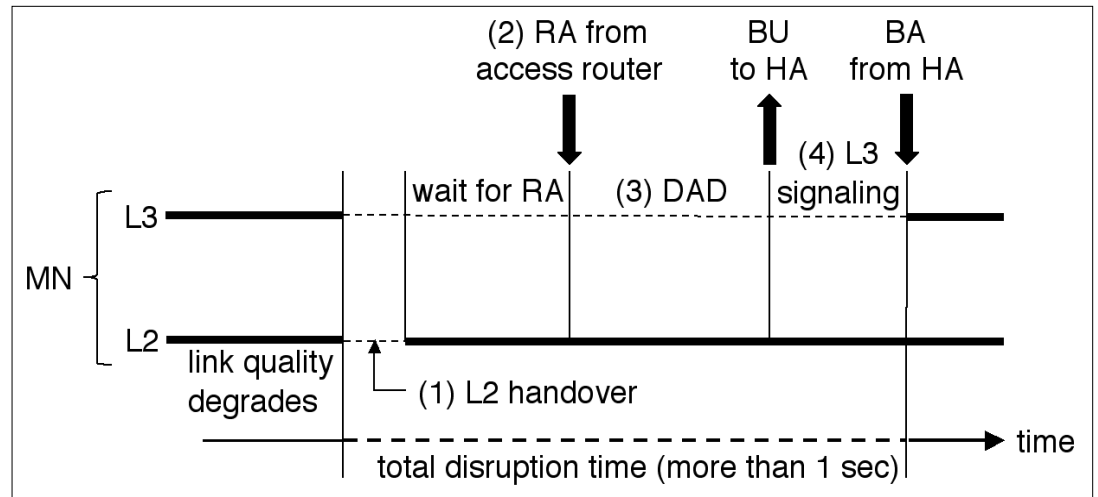 (2) RA from
access router
BU
to HA
BA
from HA
(4) L3
signaling
wait for RA
(3) DAD
L3
MN
L2
link quality
degrades
(1) L2 handover
time
total disruption time (more than 1 sec)